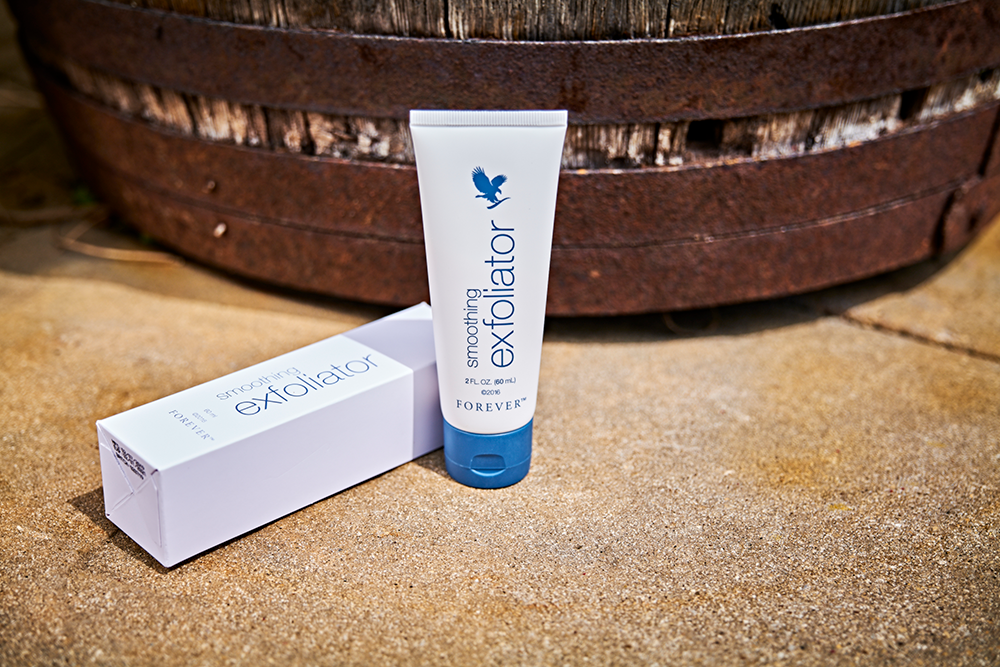 smoothing
exfoliator
2 FL. OZ. (60 mL)
©2016
FOREVER™
smoothing
exfoliator
FOREVER™